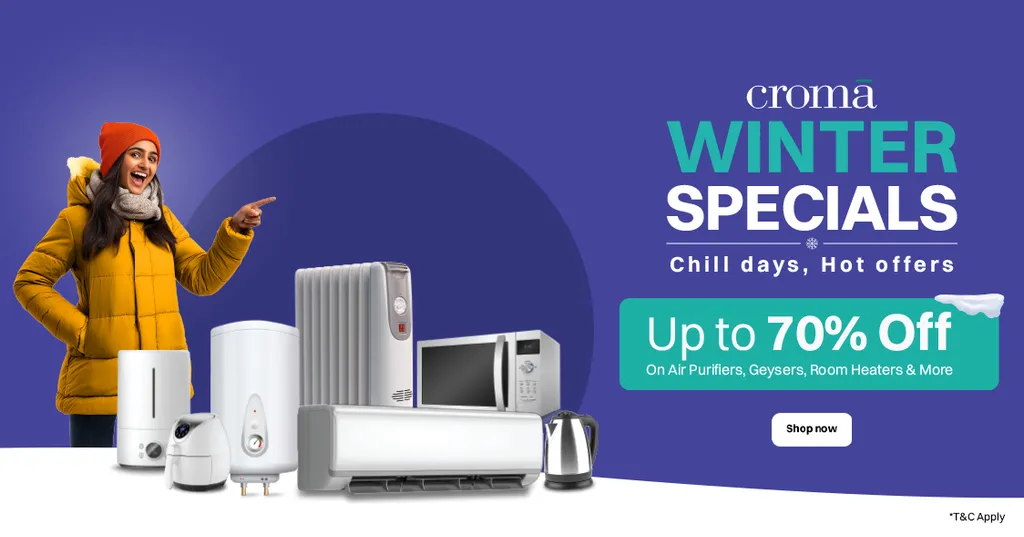 cromā
WINTER
SPECIALS
Chill days, Hot offers
Up to 70% Off
On Air Purifiers, Geysers, Room Heaters & More
Shop now
*T&C Apply